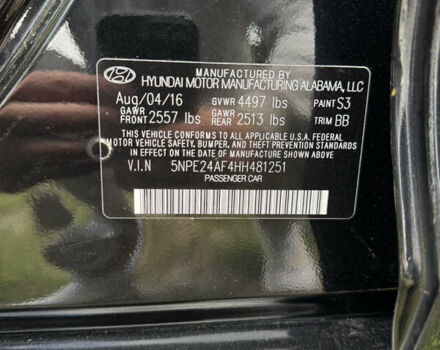 MANUFACTURED BY
HYUNDAI MOTOR MANUFACTURING ALABAMA, LLC
Aug/04/16 GVWR 4497 lbs PAINT S3
GAWR FRONT 2557 lbs GAWR REAR 2513 lbs TRIM BB
THIS VEHICLE CONFORMS TO ALL APPLICABLE U.S.A. FEDERAL
MOTOR VEHICLE SAFETY, BUMPER, AND THEFT PREVENTION STANDARDS
IN EFFECT ON THE DATE OF MANUFACTURE SHOWN ABOVE.
V.I.N 5NPE24AF4HH481251
PASSENGER CAR